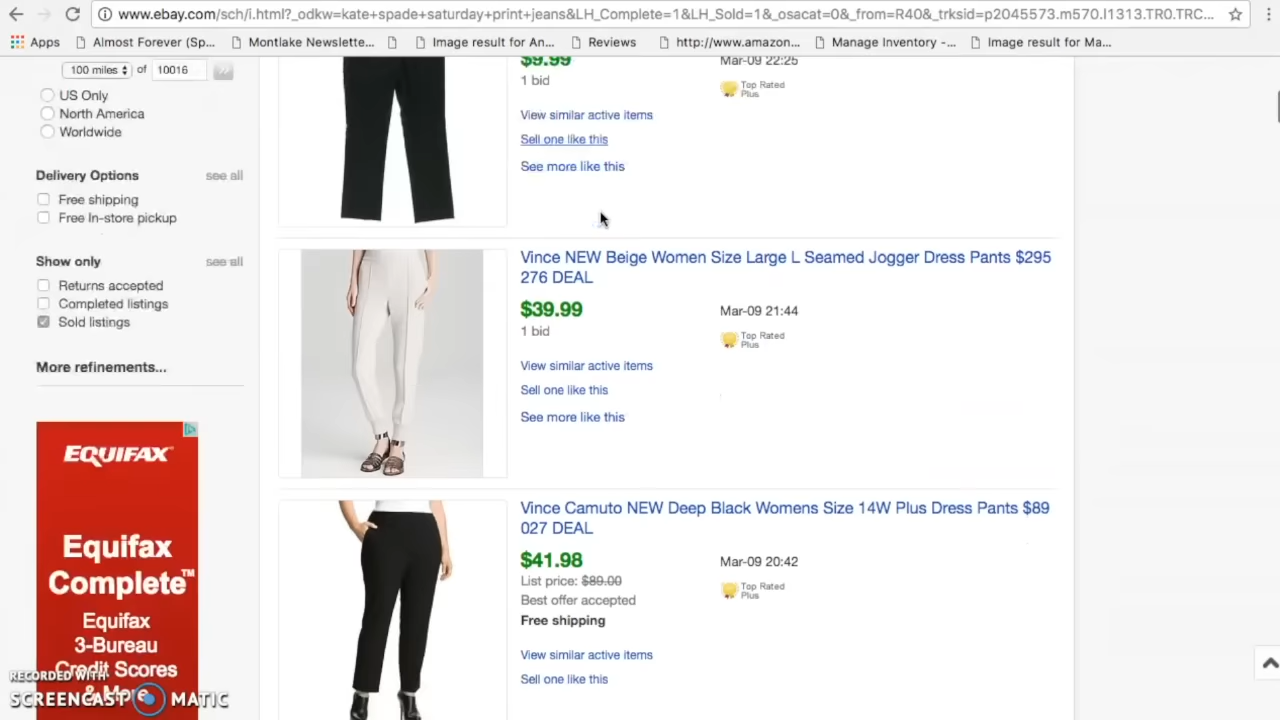 www.ebay.com/sch/i.html?_odkw=kate+spade+saturday+print+jeans&LH_Complete=1&LH_Sold=1&_osacat=0&_from=R40&_trksid=p2045573.m570.l1313.TR0.TRC...
Apps Almost Forever (Sp... Montlake Newslette... Image result for An... Reviews http://www.amazon... Manage Inventory -... Image result for Ma...
100 miles of 10016
US Only
North America
Worldwide
Delivery Options see all
Free shipping
Free In-store pickup
Show only see all
Returns accepted
Completed listings
Sold listings
More refinements...
EQUIFAX
Equifax
Complete™
Equifax
3-Bureau
Credit Scores
& More
RECORDED WITH
SCREENCAST MATIC
$9.99 Mar-09 22:25
1 bid
Top Rated
Plus
View similar active items
Sell one like this
See more like this
Vince NEW Beige Women Size Large L Seamed Jogger Dress Pants $295
276 DEAL
$39.99 Mar-09 21:44
1 bid
Top Rated
Plus
View similar active items
Sell one like this
See more like this
Vince Camuto NEW Deep Black Womens Size 14W Plus Dress Pants $89
027 DEAL
$41.98 Mar-09 20:42
List price: $89.00
Top Rated
Plus
Best offer accepted
Free shipping
View similar active items
Sell one like this